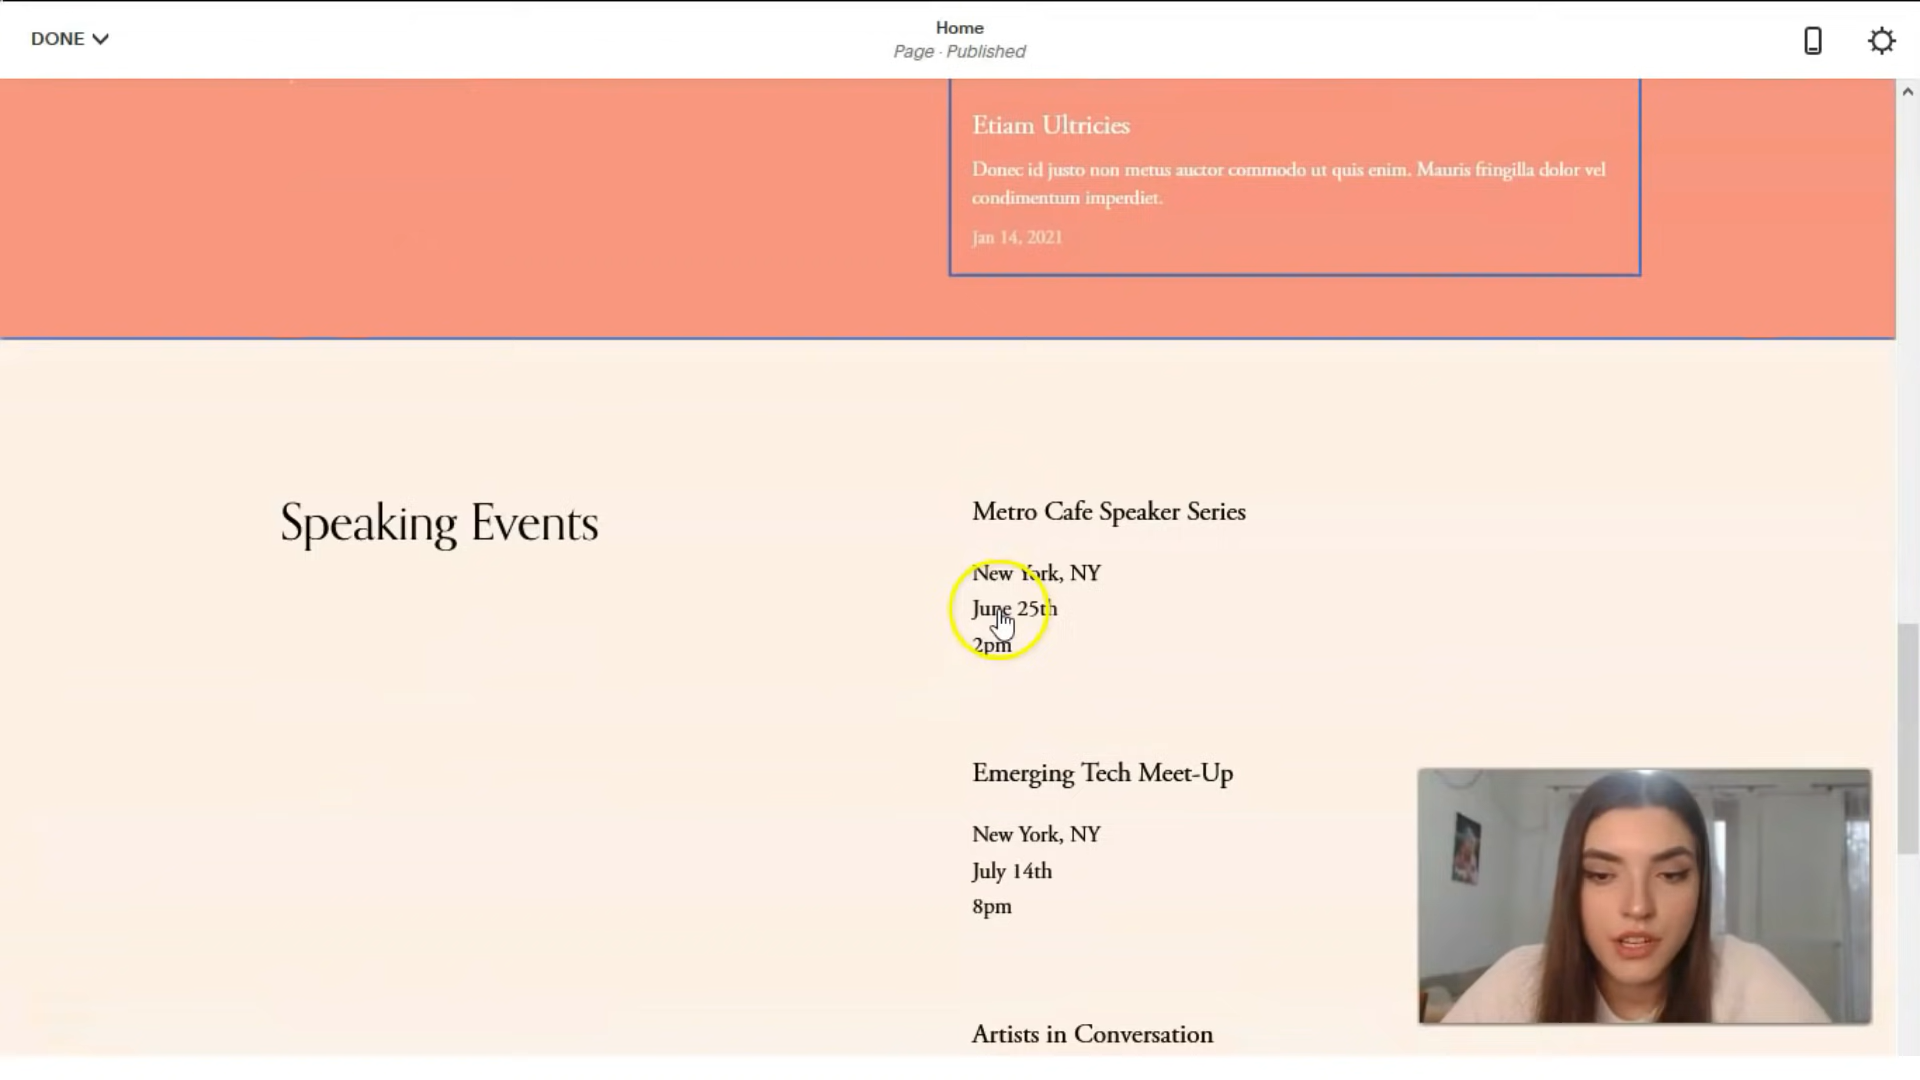 DONE
Home
Page · Published
Etiam Ultricies
Donec id justo non metus auctor commodo ut quis enim. Mauris fringilla dolor vel
condimentum imperdiet.
Jan 14, 2021
Speaking Events
Metro Cafe Speaker Series
New York, NY
June 25th
2pm
Emerging Tech Meet-Up
New York, NY
July 14th
8pm
Artists in Conversation